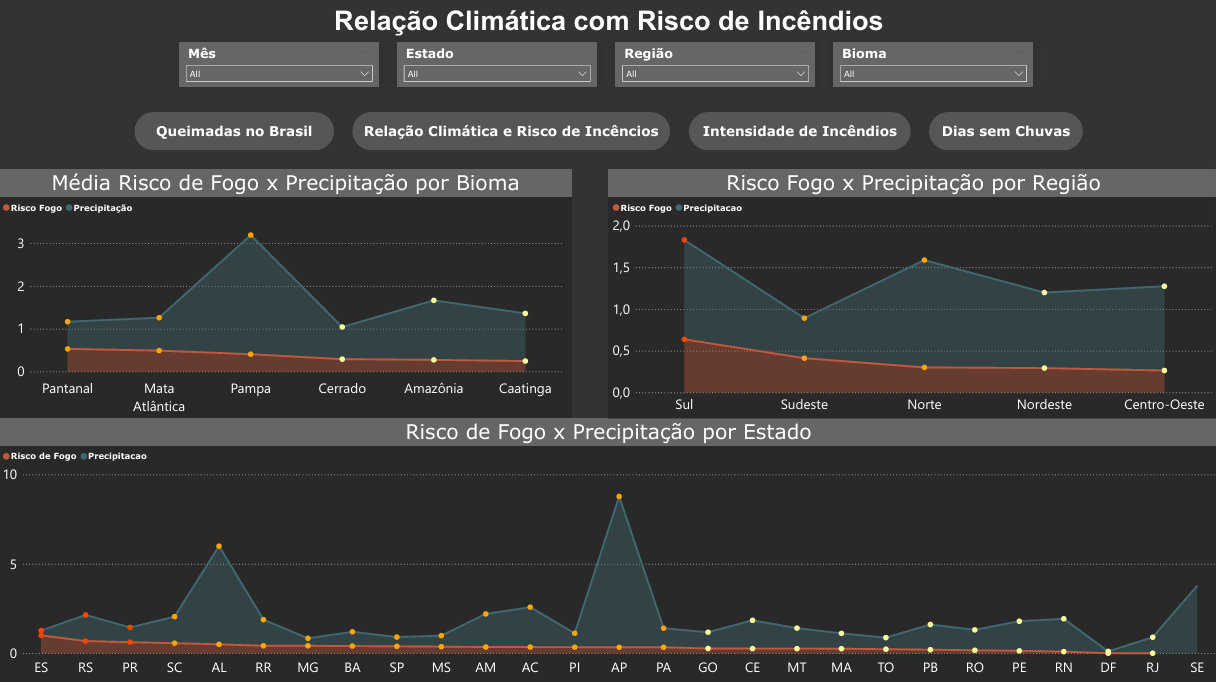 Relação Climática com Risco de Incêndios
Mês Estado Região Bioma
All All All All
Queimadas no Brasil Relação Climática e Risco de Incêncios Intensidade de Incêndios Dias sem Chuvas
Média Risco de Fogo x Precipitação por Bioma
Risco Fogo Precipitação
3
2
1
0
Pantanal Mata Atlântica Pampa Cerrado Amazônia Caatinga
Risco Fogo x Precipitação por Região
Risco Fogo Precipitacao
2,0
1,5
1,0
0,5
0,0
Sul Sudeste Norte Nordeste Centro-Oeste
Risco de Fogo x Precipitação por Estado
Risco de Fogo Precipitacao
10
5
0
ES RS PR SC AL RR MG BA SP MS AM AC PI AP PA GO CE MT MA TO PB RO PE RN DF RJ SE